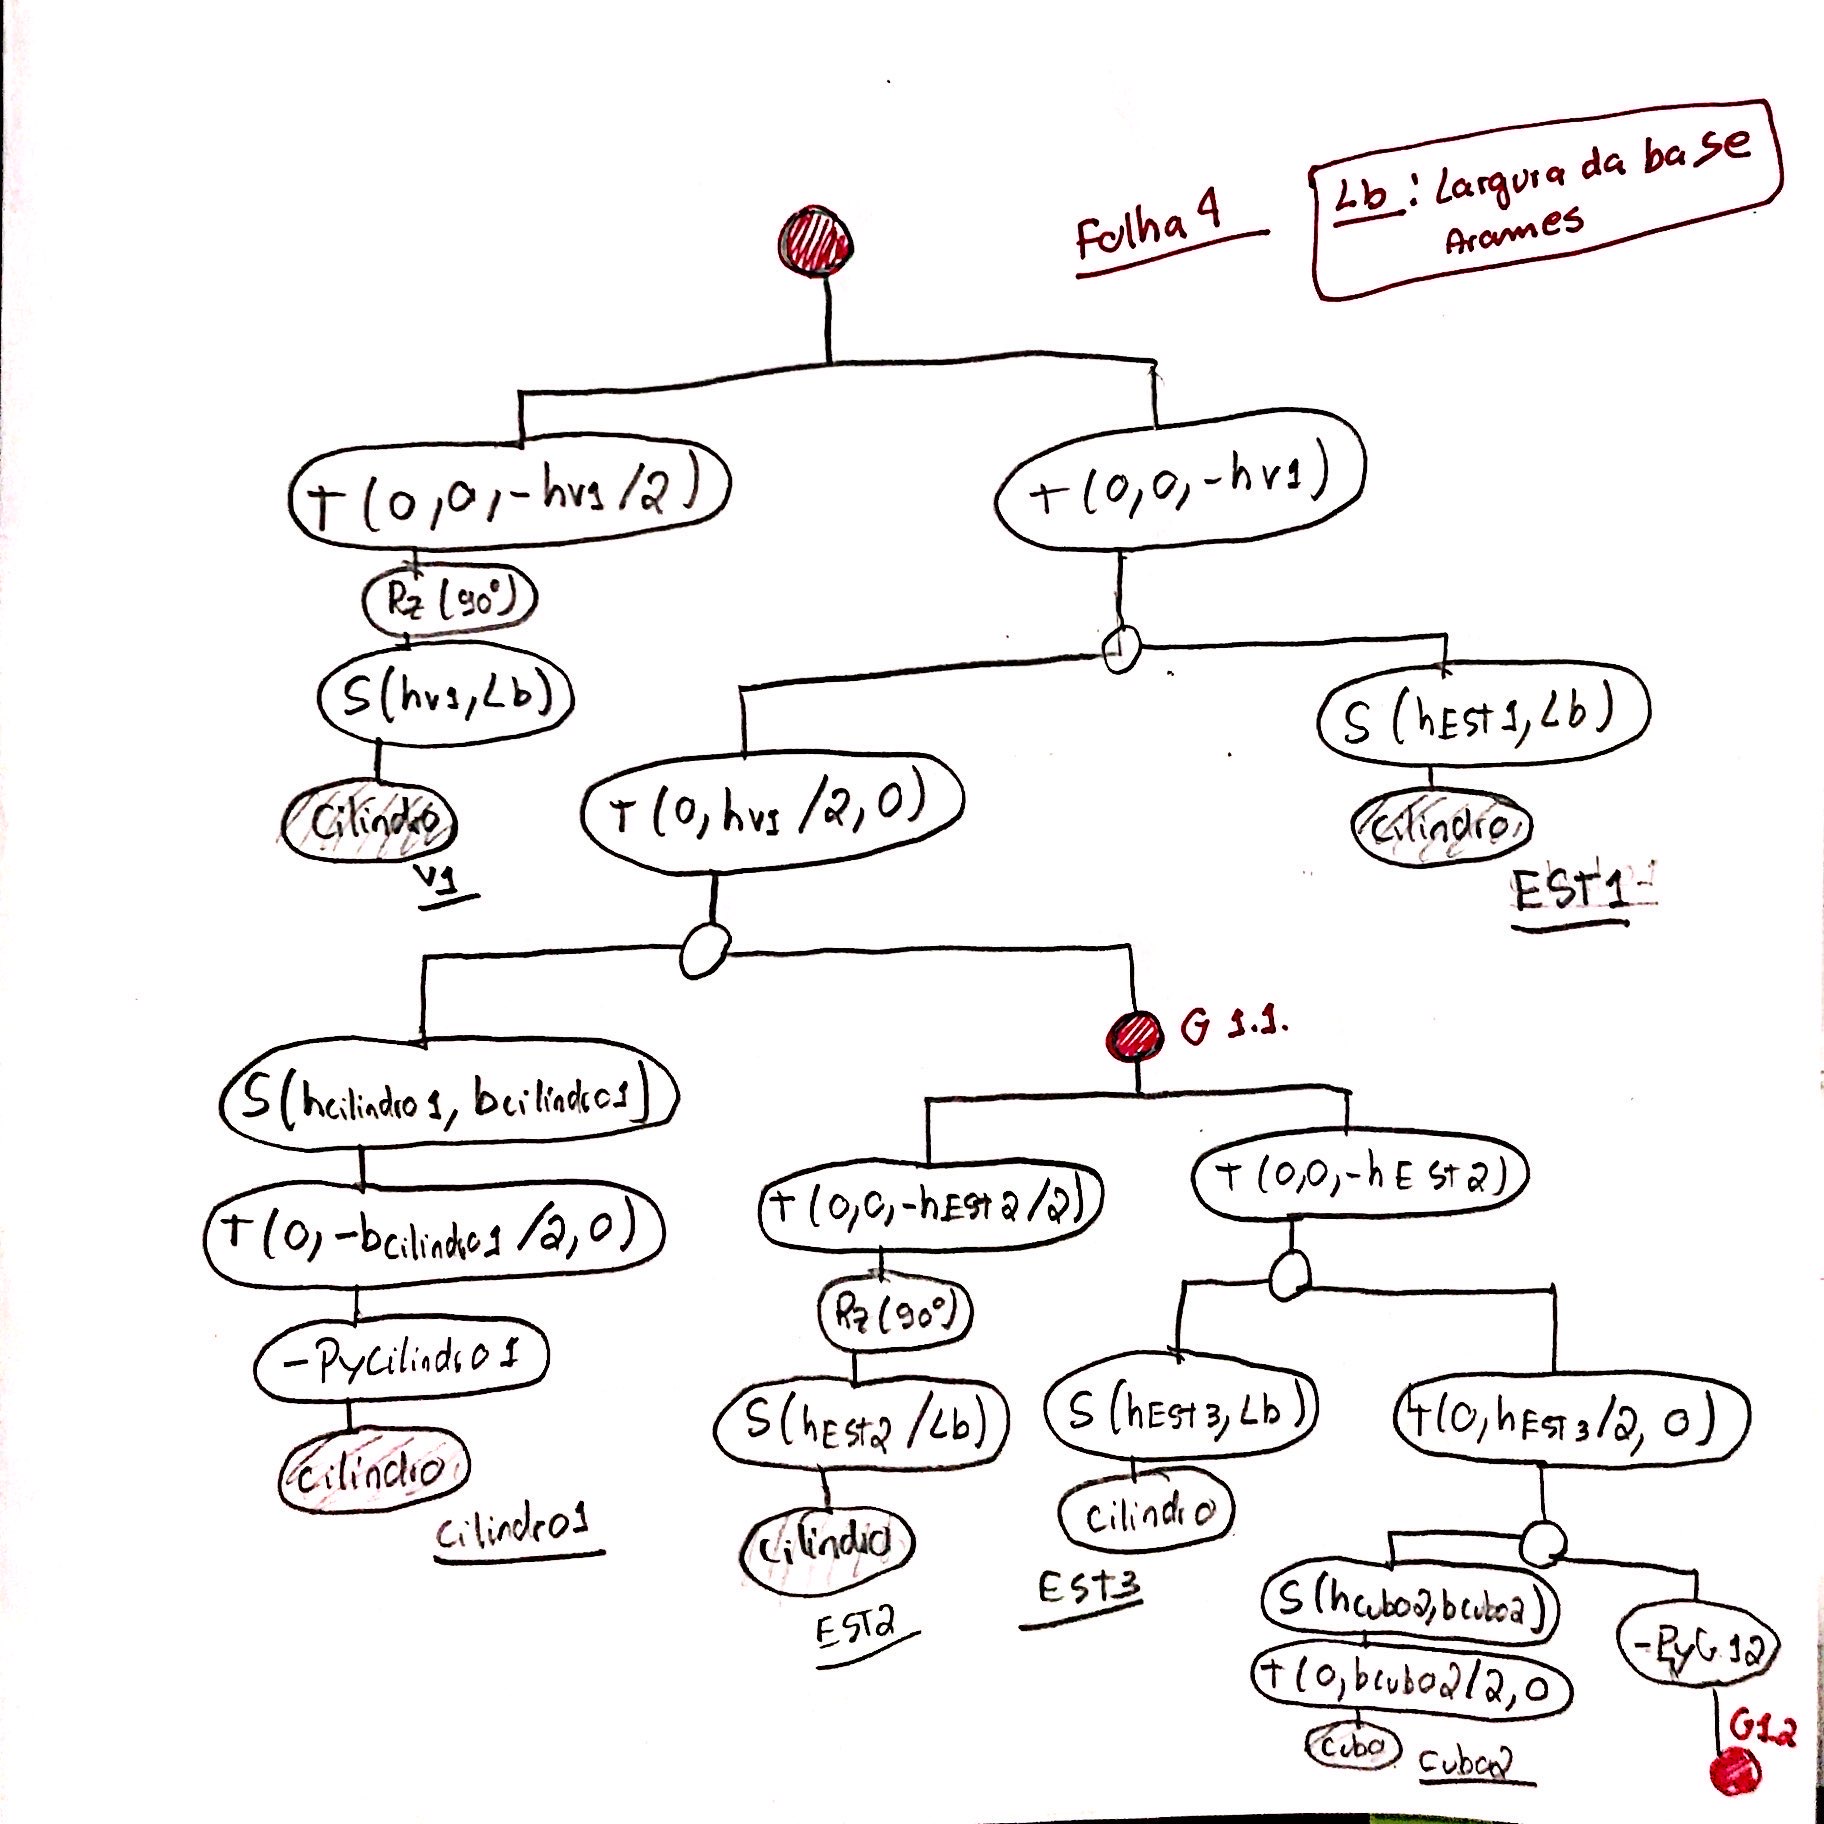 Folha 4
Lb : Largura da base
Arames
T(0,0,-hv1/2)
T(0,0,-hv1)
Rz(90°)
S(hv1,Lb)
S(hEst1,Lb)
Cilindro
V1
T(0,hv1/2,0)
Cilindro
EST1
G 1.1.
S(hcilindro1, bcilindro1)
T(0,0,-hEst2/2)
T(0,0,-hEst2)
T(0,-bcilindro1/2,0)
Rz(90°)
-PyCilindro1
S(hEst2/Lb)
S(hEst3,Lb)
T(0,hEst3/2,0)
Cilindro
Cilindro1
Cilindro
EST2
Cilindro
Est3
S(hcubo2,bcubo2)
T(0,bcubo2/2,0
Cubo
Cubo2
-PyG12
G1.2